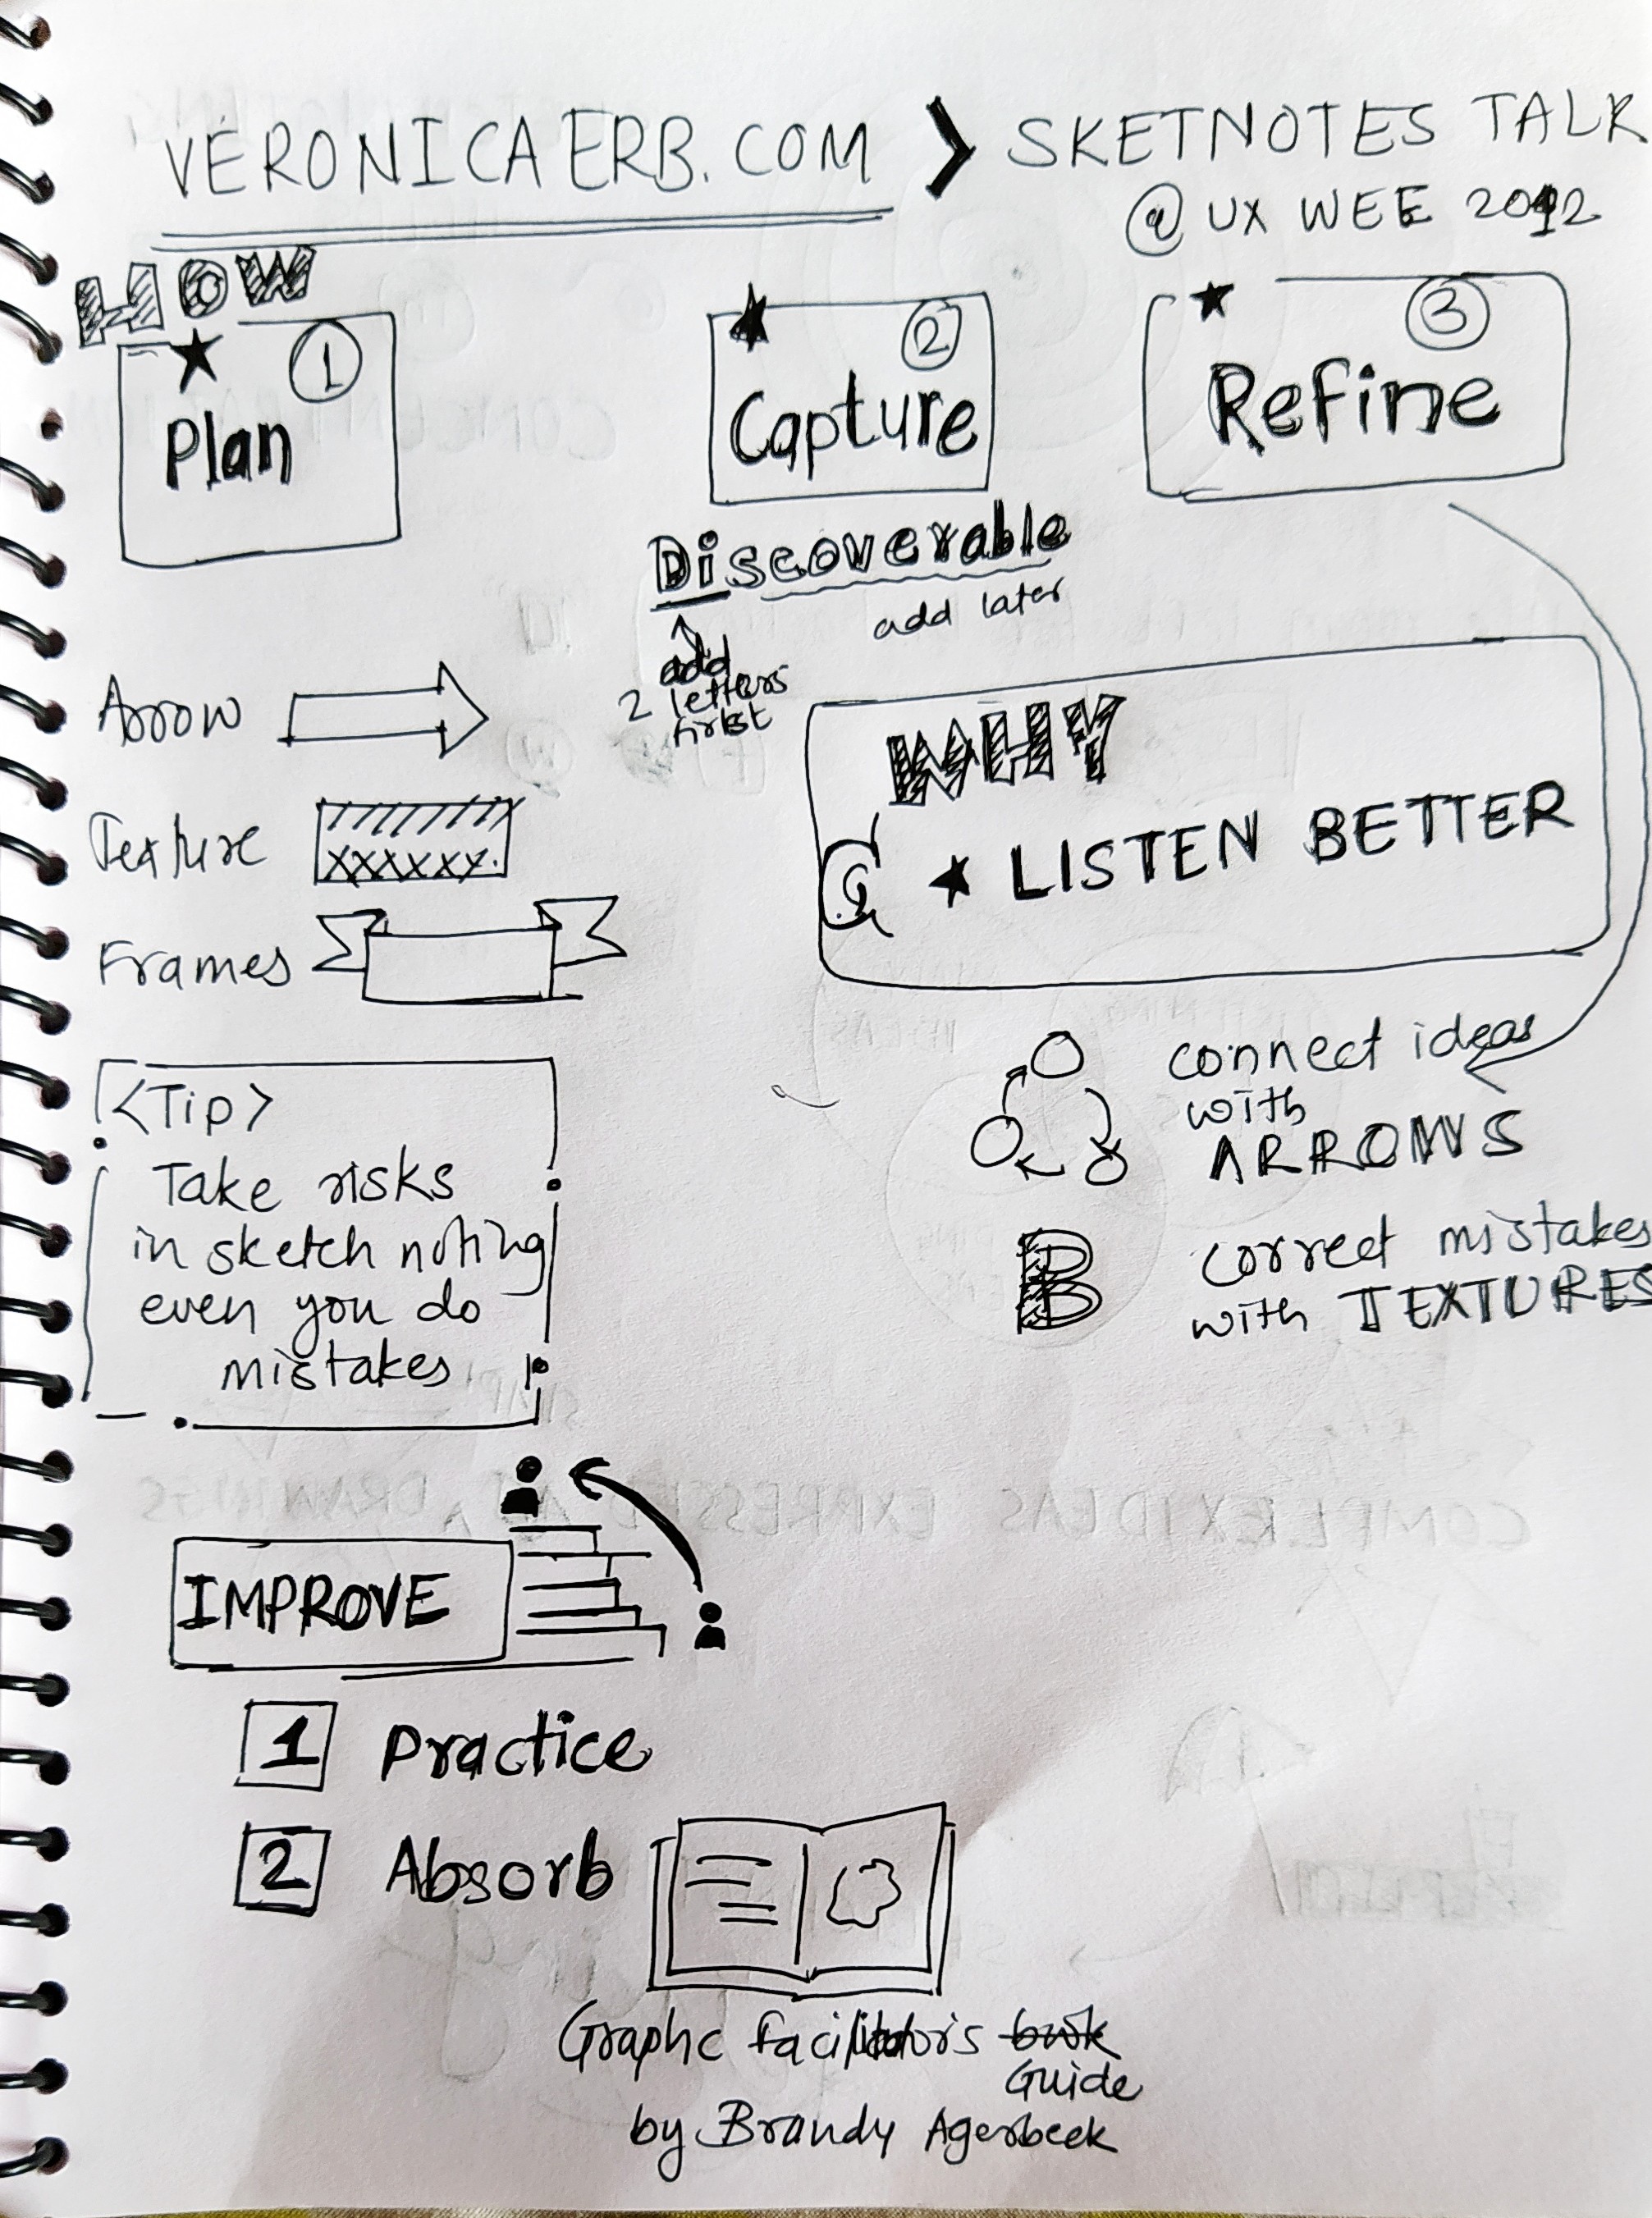 VERONICAERB.COM > SKETNOTES TALK
@ UX WEE 2012
HOW
1
Plan
2
Capture
3
Refine
Discoverable
add later
add
2 letters
first
Arrow
Texture
Frames
WHY
LISTEN BETTER
connect ideas
with
ARROWS
B
correct mistakes
with TEXTURES
<Tip>
Take risks
in sketch noting
even you do
mistakes
IMPROVE
1 Practice
2 Absorb
Graphc facilitator's book
Guide
by Brandy Agerbeek